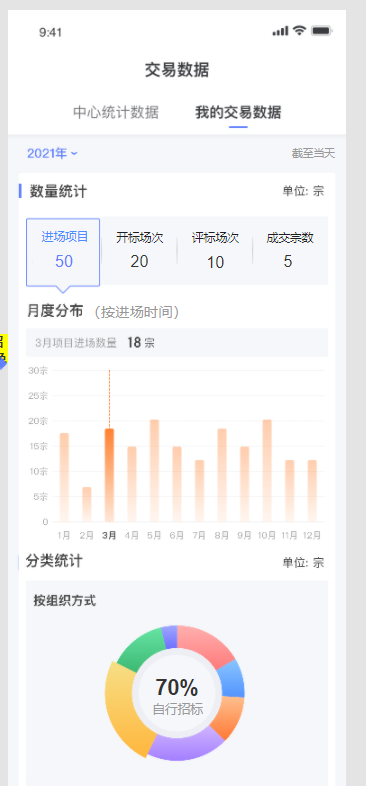 9:41
交易数据
中心统计数据 我的交易数据
2021年 截至当天
数量统计 单位: 宗
进场项目 开标场次 评标场次 成交宗数
50 20 10 5
月度分布 (按进场时间)
3月项目进场数量 18 宗
30宗
25宗
20宗
15宗
10宗
5宗
0
1月 2月 3月 4月 5月 6月 7月 8月 9月 10月 11月 12月
分类统计 单位: 宗
按组织方式
70%
自行招标